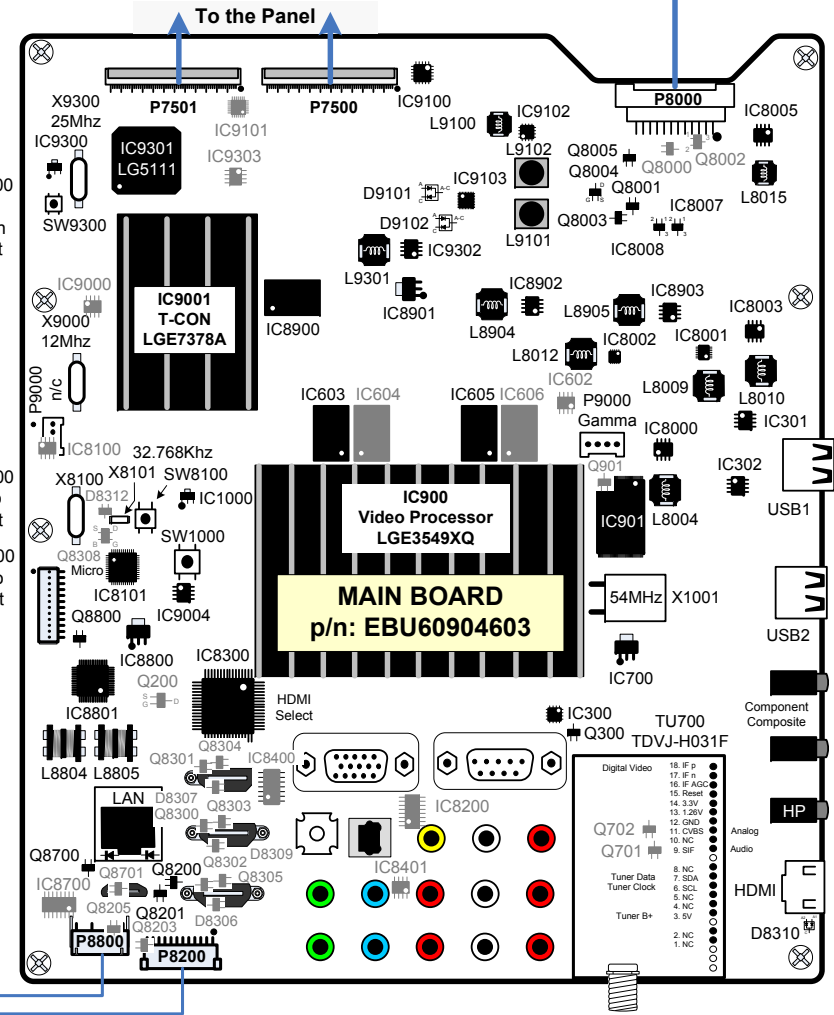 To the Panel
P7501
P7500
IC9100
P8000
X9300
25Mhz
IC9300
IC9301
LG5111
IC9101
IC9303
SW9300
L9100
IC9102
L9102
Q8005
Q8004
Q8000
Q8002
IC8005
L8015
D9101
IC9103
Q8001
D9102
Q8003
IC8007
IC8008
L9101
IC9302
L9301
00
n
t
IC9000
X9000
12Mhz
IC9001
T-CON
LGE7378A
IC8900
IC8901
IC8902
L8904
L8905
IC8903
IC8003
L8012
IC8002
IC8001
L8009
L8010
P9000
n/c
IC603
IC604
IC605
IC606
IC602
P9000
Gamma
IC8000
IC301
IC8100
32.768Khz
X8100
X8101
SW8100
D8312
IC1000
Q901
IC901
IC302
L8004
USB1
00
o
t
00
o
t
IC900
Video Processor
LGE3549XQ
MAIN BOARD
p/n: EBU60904603
SW1000
Q8308
Micro
IC8101
IC9004
S
D
B
G
54MHz
X1001
USB2
Q8800
IC8800
IC700
IC8300
Q200
S
G
D
HDMI
Select
IC8801
IC300
Q300
TU700
TDVJ-H031F
Component
Composite
L8804
L8805
Q8304
Q8301
IC8400
D8307
Q8300
Q8303
LAN
IC8200
Q8302
D8309
Q8305
D8306
IC8401
Q8700
Q8701
Q8200
IC8700
Q8205
Q8201
Q8203
P8800
P8200
Digital Video
18. IF p
17. IF n
16. IF AGC
15. Reset
14. 3.3V
13. 1.26V
12. GND
11. CVBS
Analog
10. NC
9. SIF
Audio
Q702
Q701
8. NC
Tuner Data
7. SDA
Tuner Clock
6. SCL
5. NC
4. NC
Tuner B+
3. 5V
2. NC
1. NC
HP
HDMI
D8310